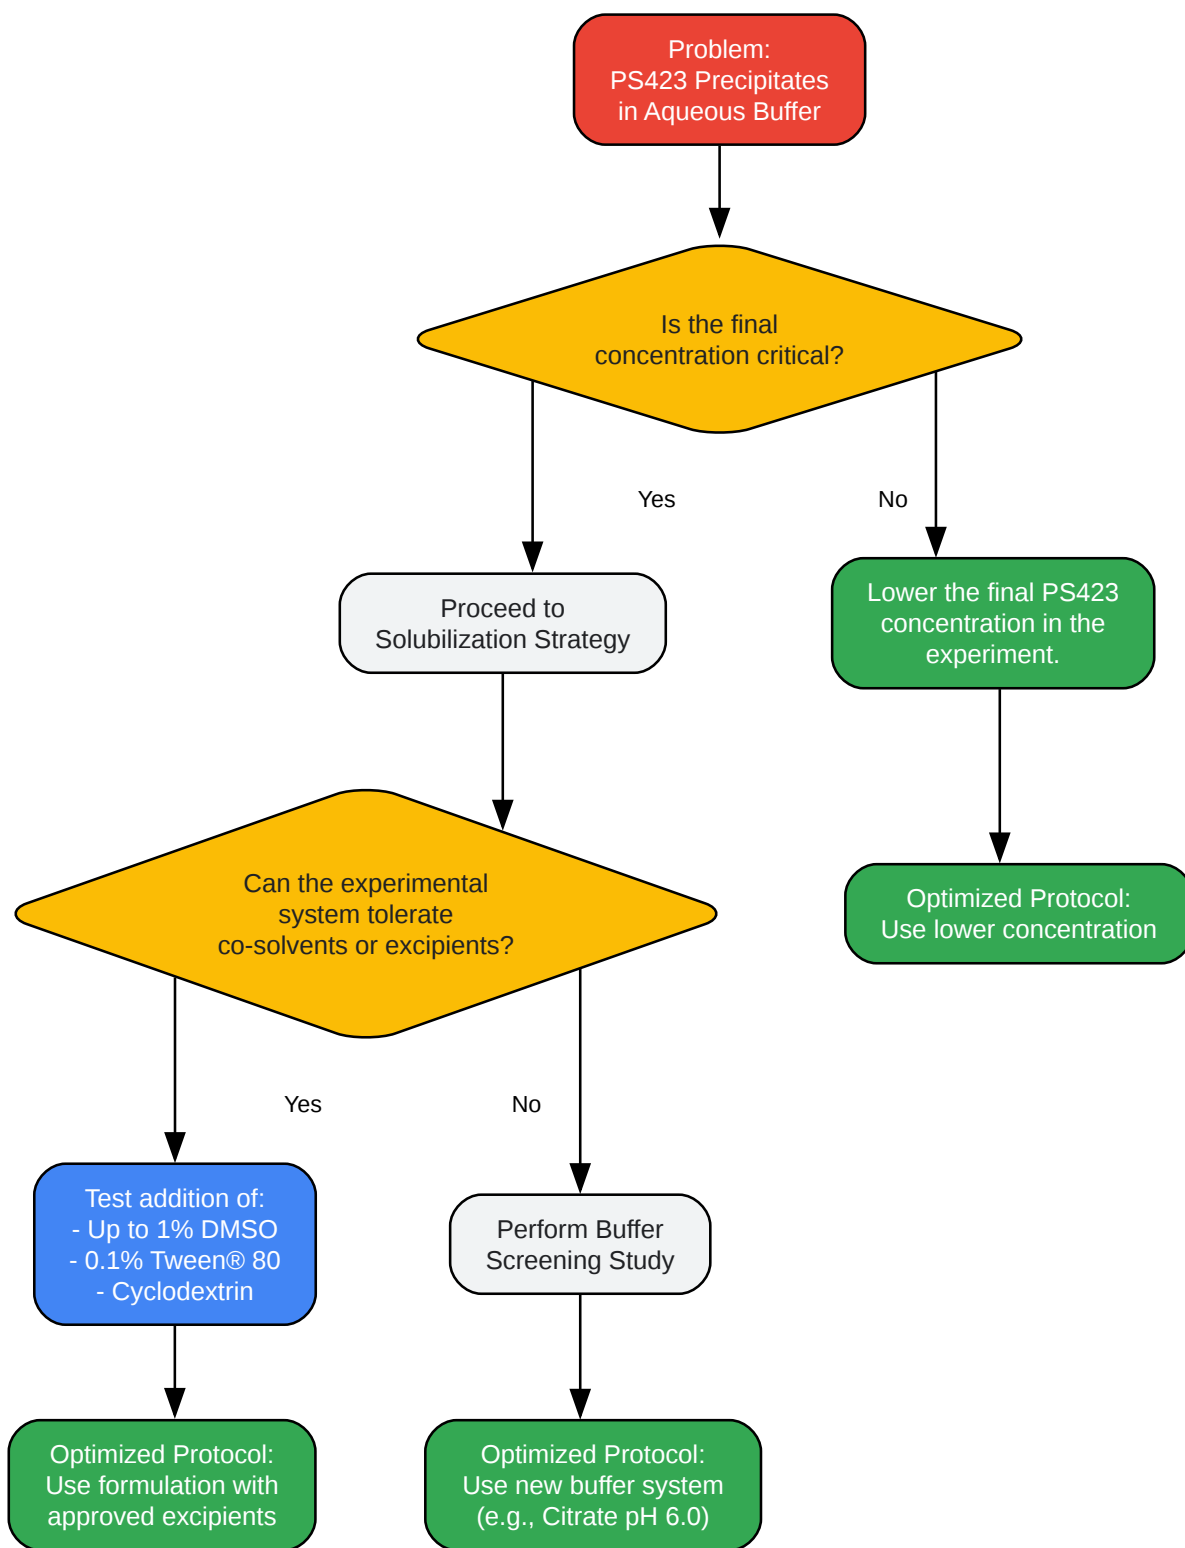 Problem:
PS423 Precipitates
in Aqueous Buffer
Is the final
concentration critical?
Yes
No
Proceed to
Solubilization Strategy
Lower the final PS423
concentration in the
experiment.
Can the experimental
system tolerate
co-solvents or excipients?
Optimized Protocol:
Use lower concentration
Yes
No
Test addition of:
- Up to 1% DMSO
- 0.1% Tween® 80
- Cyclodextrin
Perform Buffer
Screening Study
Optimized Protocol:
Use formulation with
approved excipients
Optimized Protocol:
Use new buffer system
(e.g., Citrate pH 6.0)